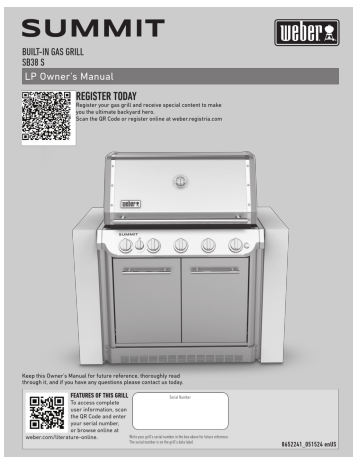 SUMMIT
weber
BUILT-IN GAS GRILL
SB38 S
LP Owner's Manual
REGISTER TODAY
Register your gas grill and receive special content to make
you the ultimate backyard hero.
Scan the QR Code or register online at weber.registria.com
weber
SUMMIT
Keep this Owner's Manual for future reference, thoroughly read
through it, and if you have any questions please contact us today.
FEATURES OF THIS GRILL
To access complete
user information, scan
the QR Code and enter
your serial number,
or browse online at
weber.com/literature-online.
Serial Number
Write your grill's serial number in the box above for future reference.
The serial number is on the grill's data label.
0652241_051524 enUS